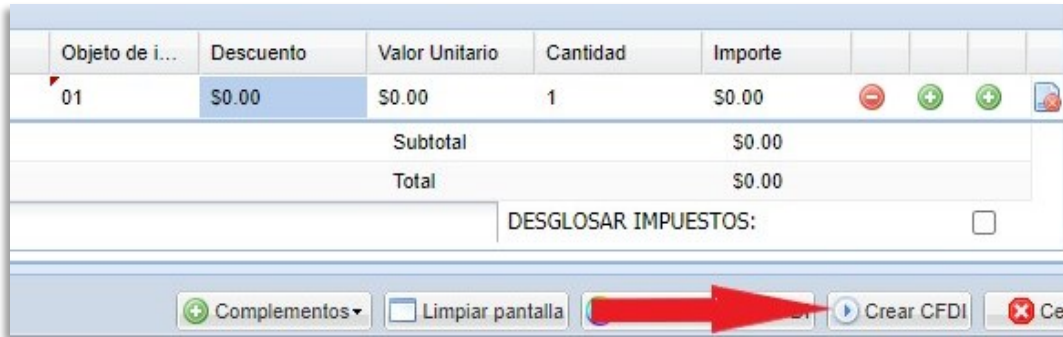 Objeto de i... Descuento Valor Unitario Cantidad Importe
01 $0.00 $0.00 1 $0.00
Subtotal $0.00
Total $0.00
DESGLOSAR IMPUESTOS:
Complementos Limpiar pantalla Crear CFDI Ce